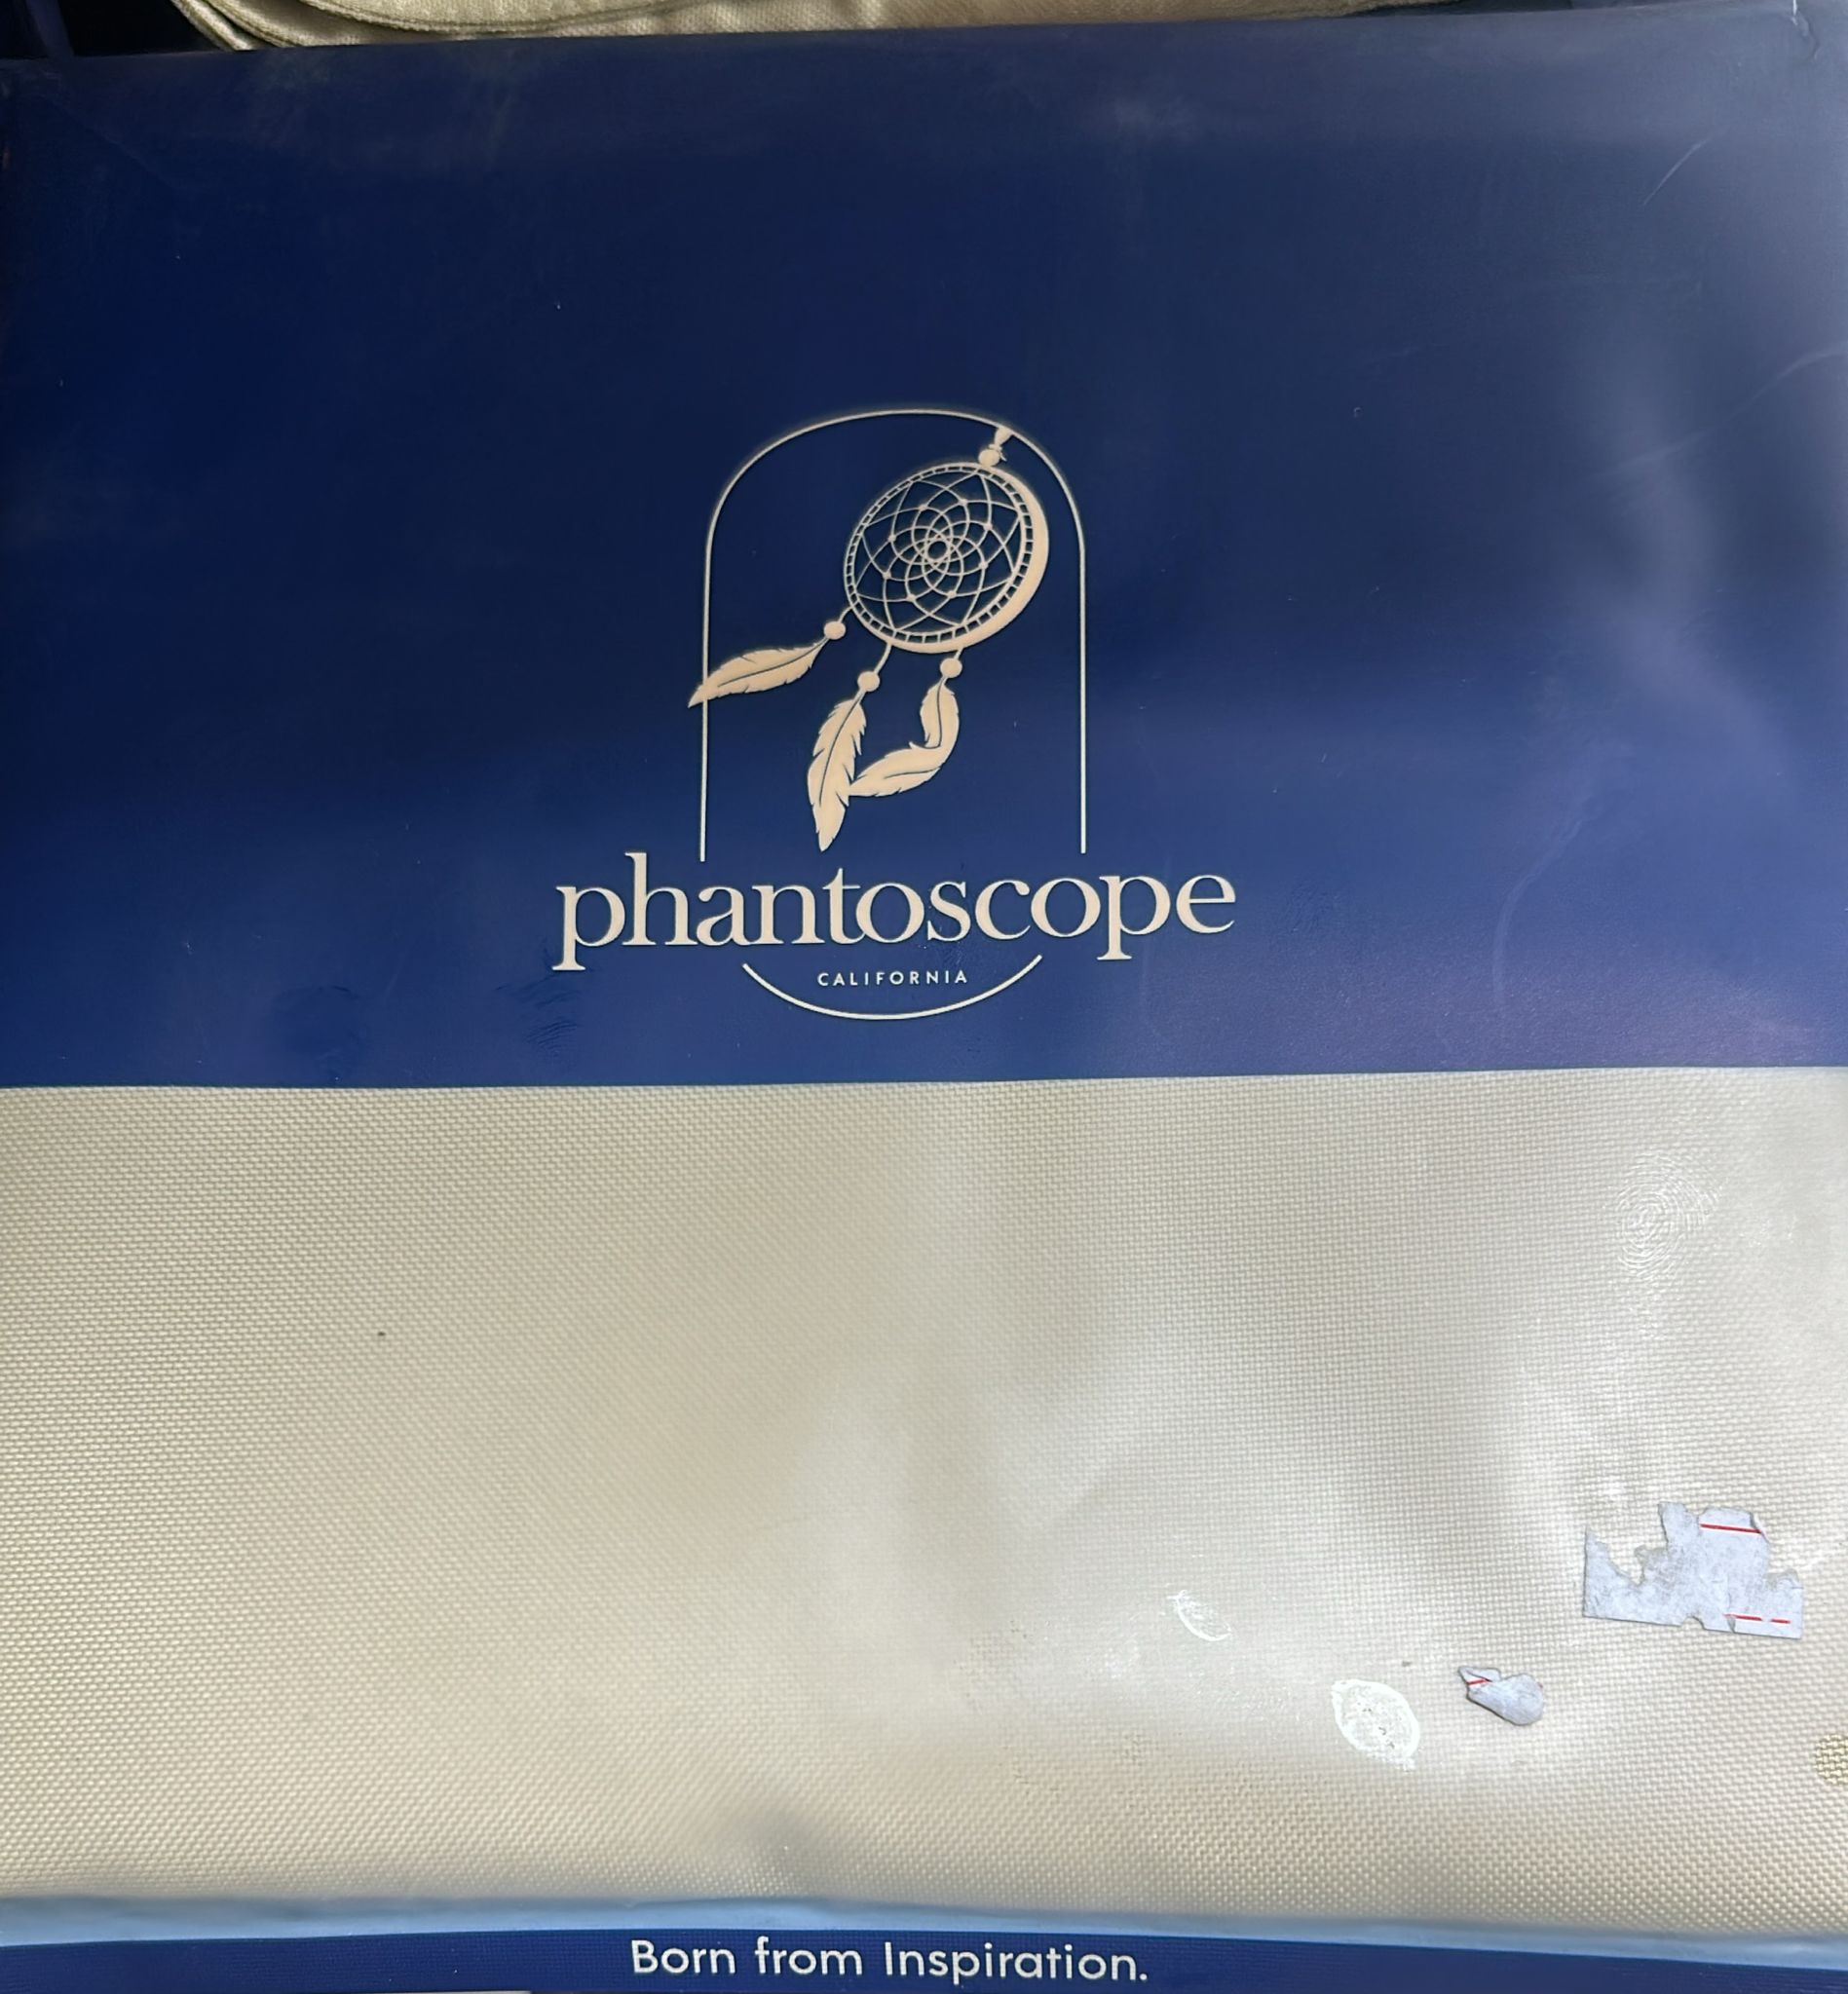 phantoscope
CALIFORNIA
Born from Inspiration.